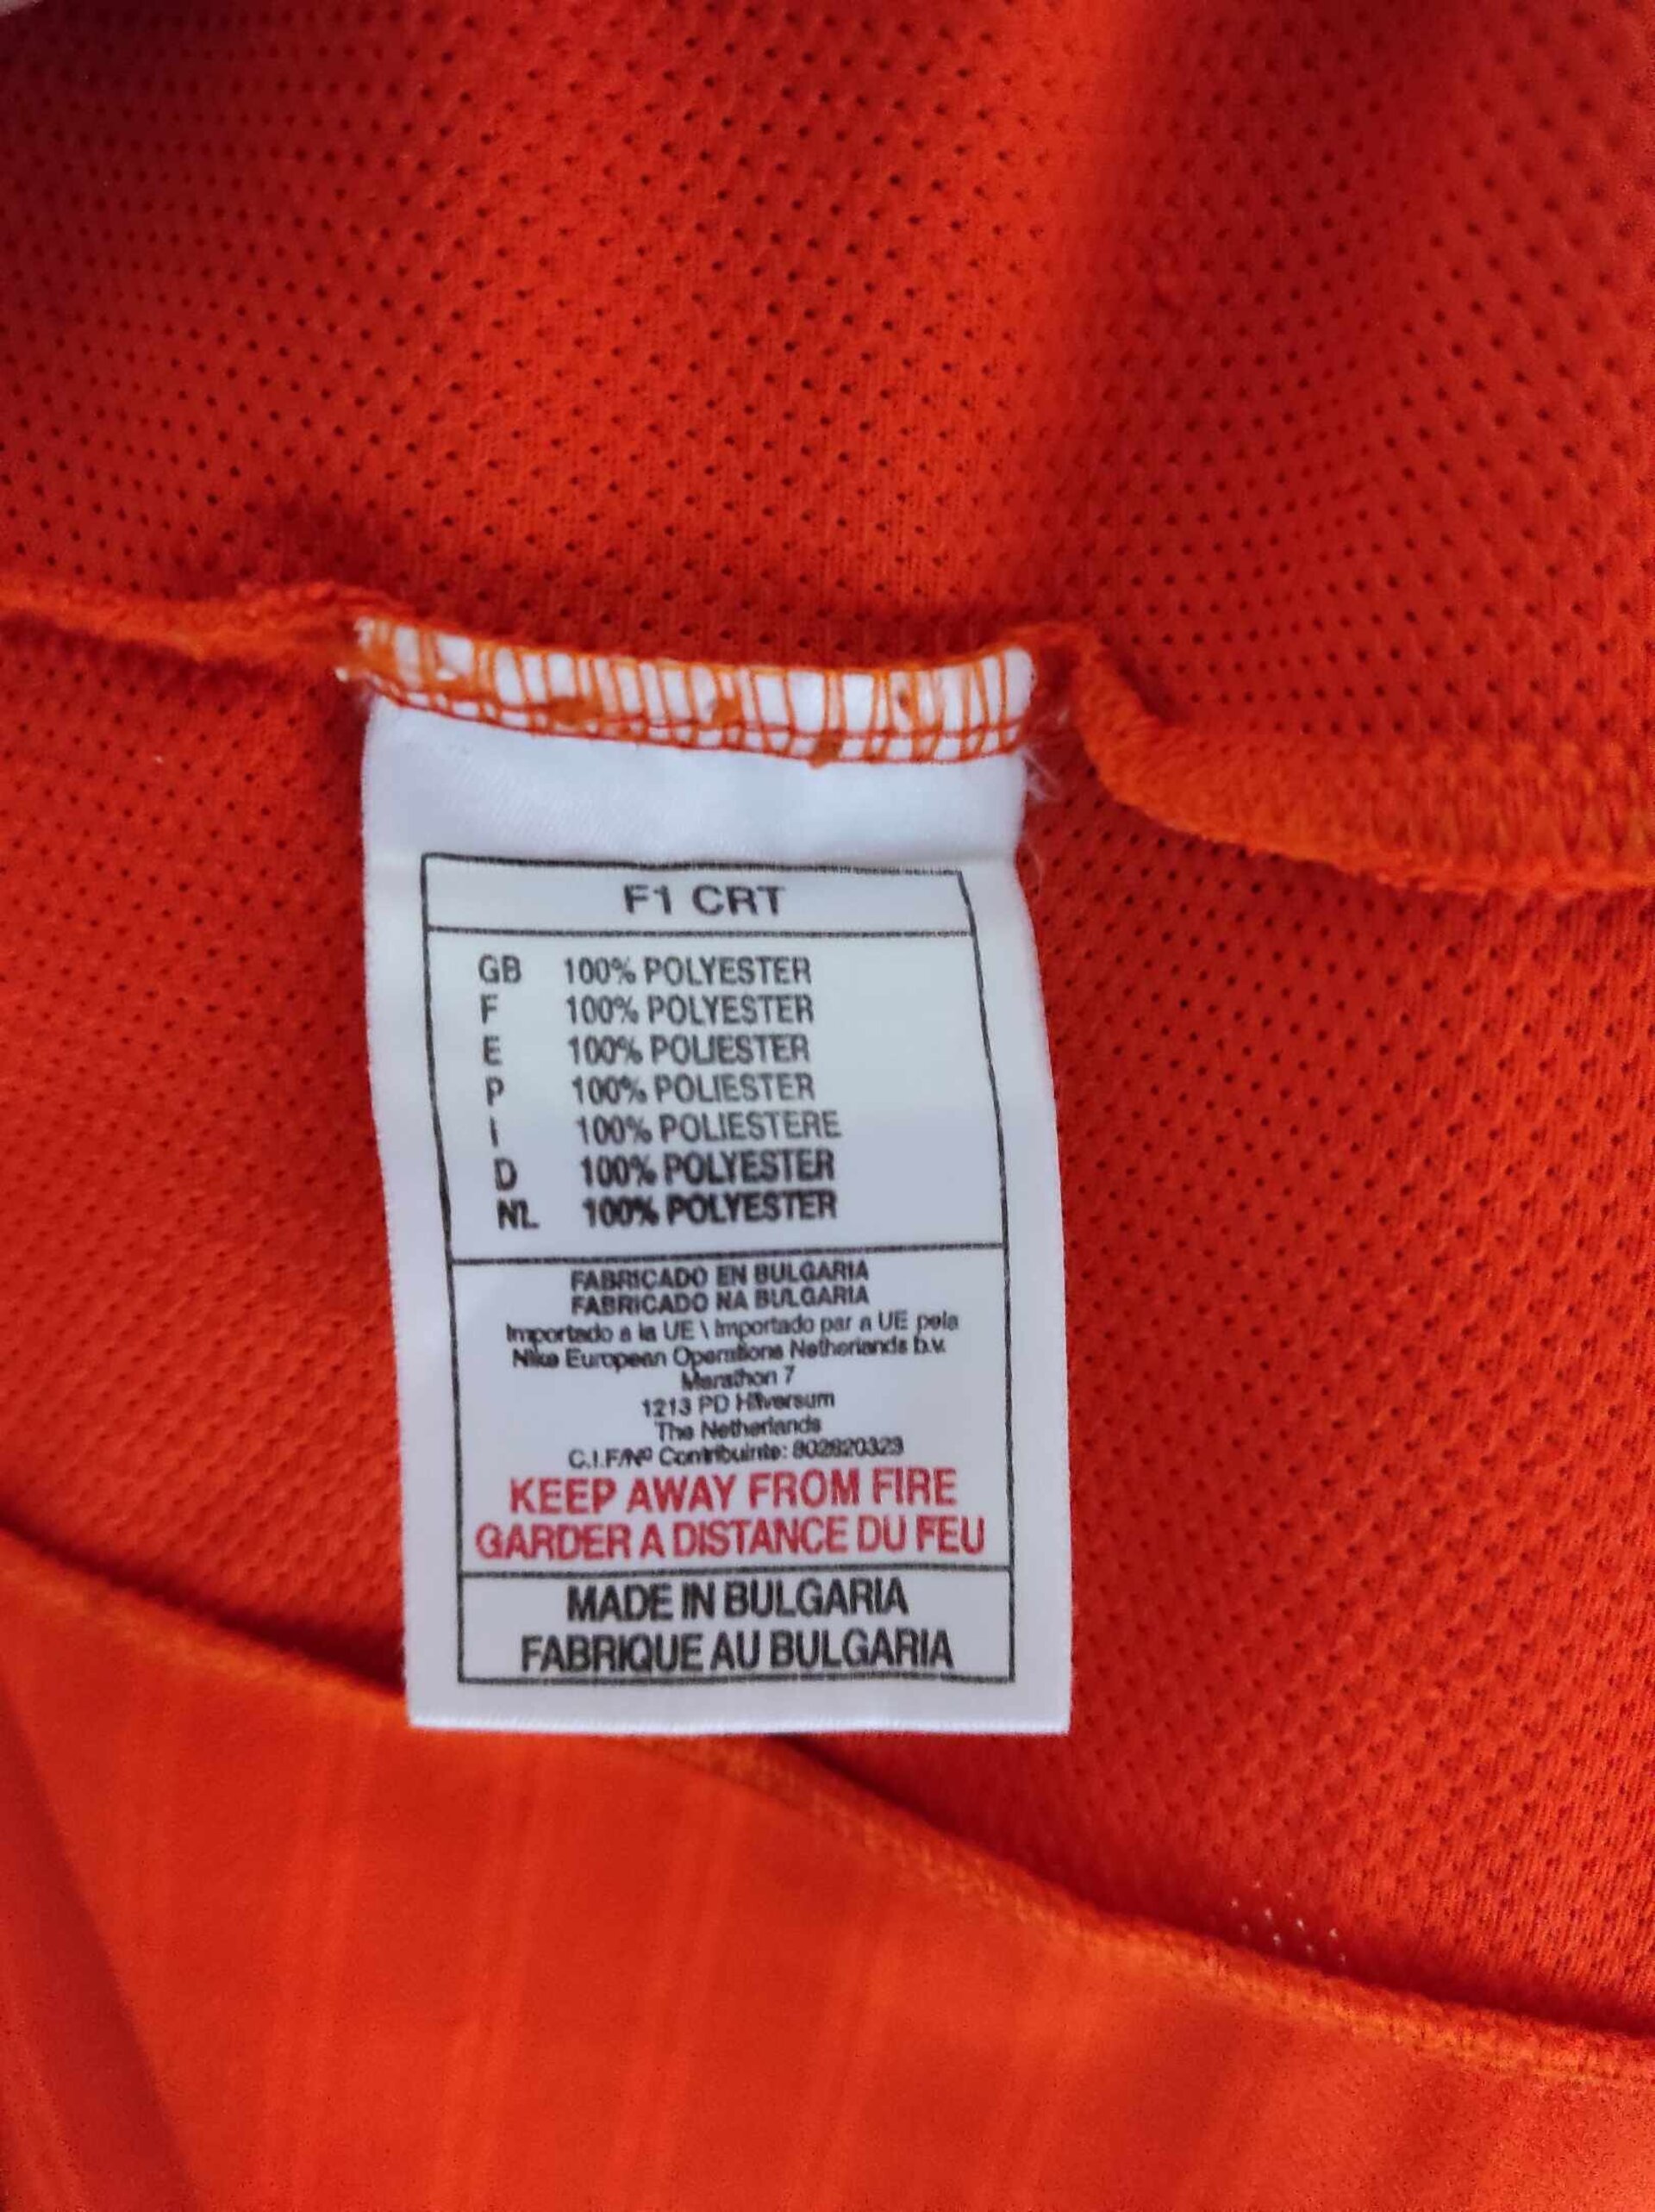 F1 CRT
GB 100% POLYESTER
F 100% POLYESTER
E 100% POLIESTER
P 100% POLIESTER
I 100% POLIESTERE
D 100% POLYESTER
NL 100% POLYESTER
FABRICADO EN BULGARIA
FABRICADO NA BULGARIA
Importado a la UE \ Importado par a UE pela
Nike European Operations Netherlands b.v.
Marathon 7
1213 PD Hilversum
The Netherlands
C.I.F/Nº Contribuinte:
KEEP AWAY FROM FIRE
GARDER A DISTANCE DU FEU
MADE IN BULGARIA
FABRIQUE AU BULGARIA